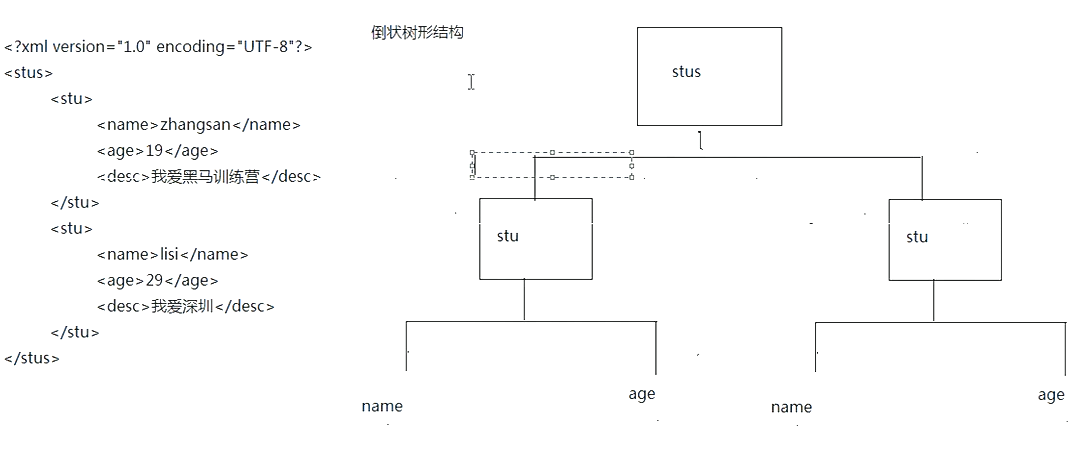 <?xml version="1.0" encoding="UTF-8"?>
<stus>
<stu>
<name>zhangsan</name>
<age>19</age>
<desc>我爱黑马训练营</desc>
</stu>
<stu>
<name>lisi</name>
<age>29</age>
<desc>我爱深圳</desc>
</stu>
</stus>
倒状树形结构
stus
stu
stu
name
age
name
age